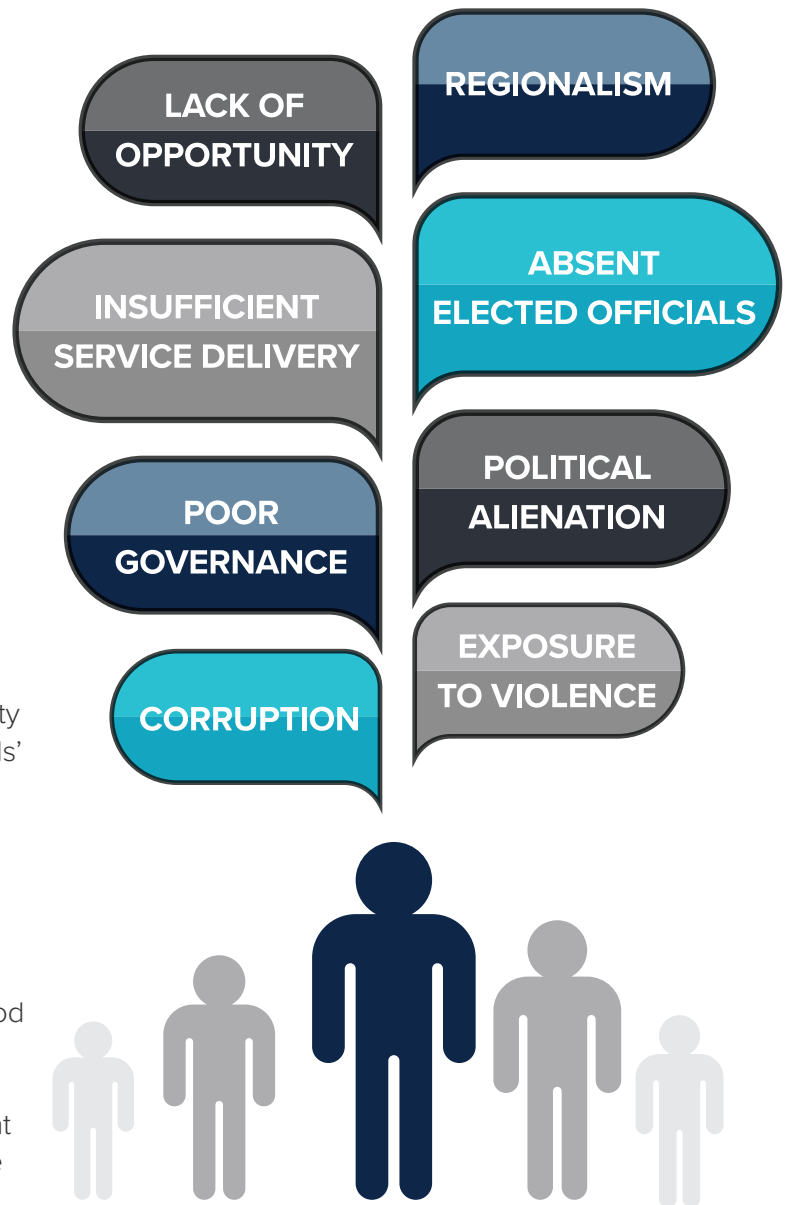 LACK OF
OPPORTUNITY
REGIONALISM
INSUFFICIENT
SERVICE DELIVERY
ABSENT
ELECTED OFFICIALS
POOR
GOVERNANCE
POLITICAL
ALIENATION
CORRUPTION
EXPOSURE
TO VIOLENCE